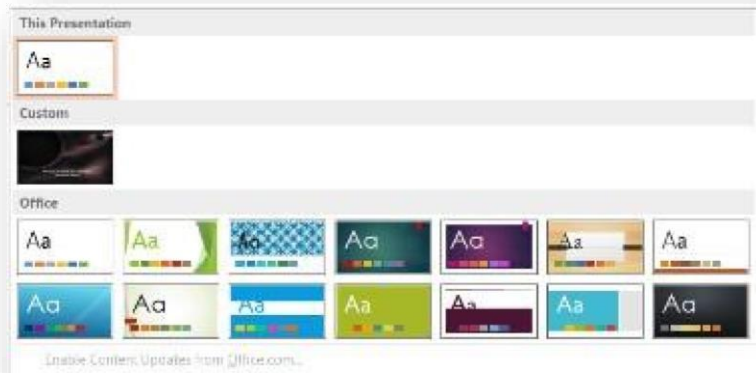 This Presentation
Aa
Custom
Office
Aa Aa Aa Aa Aa Aa Aa
Aa Aa Aa Aa Aa Aa Aa
Enable Content Updates from Office.com...